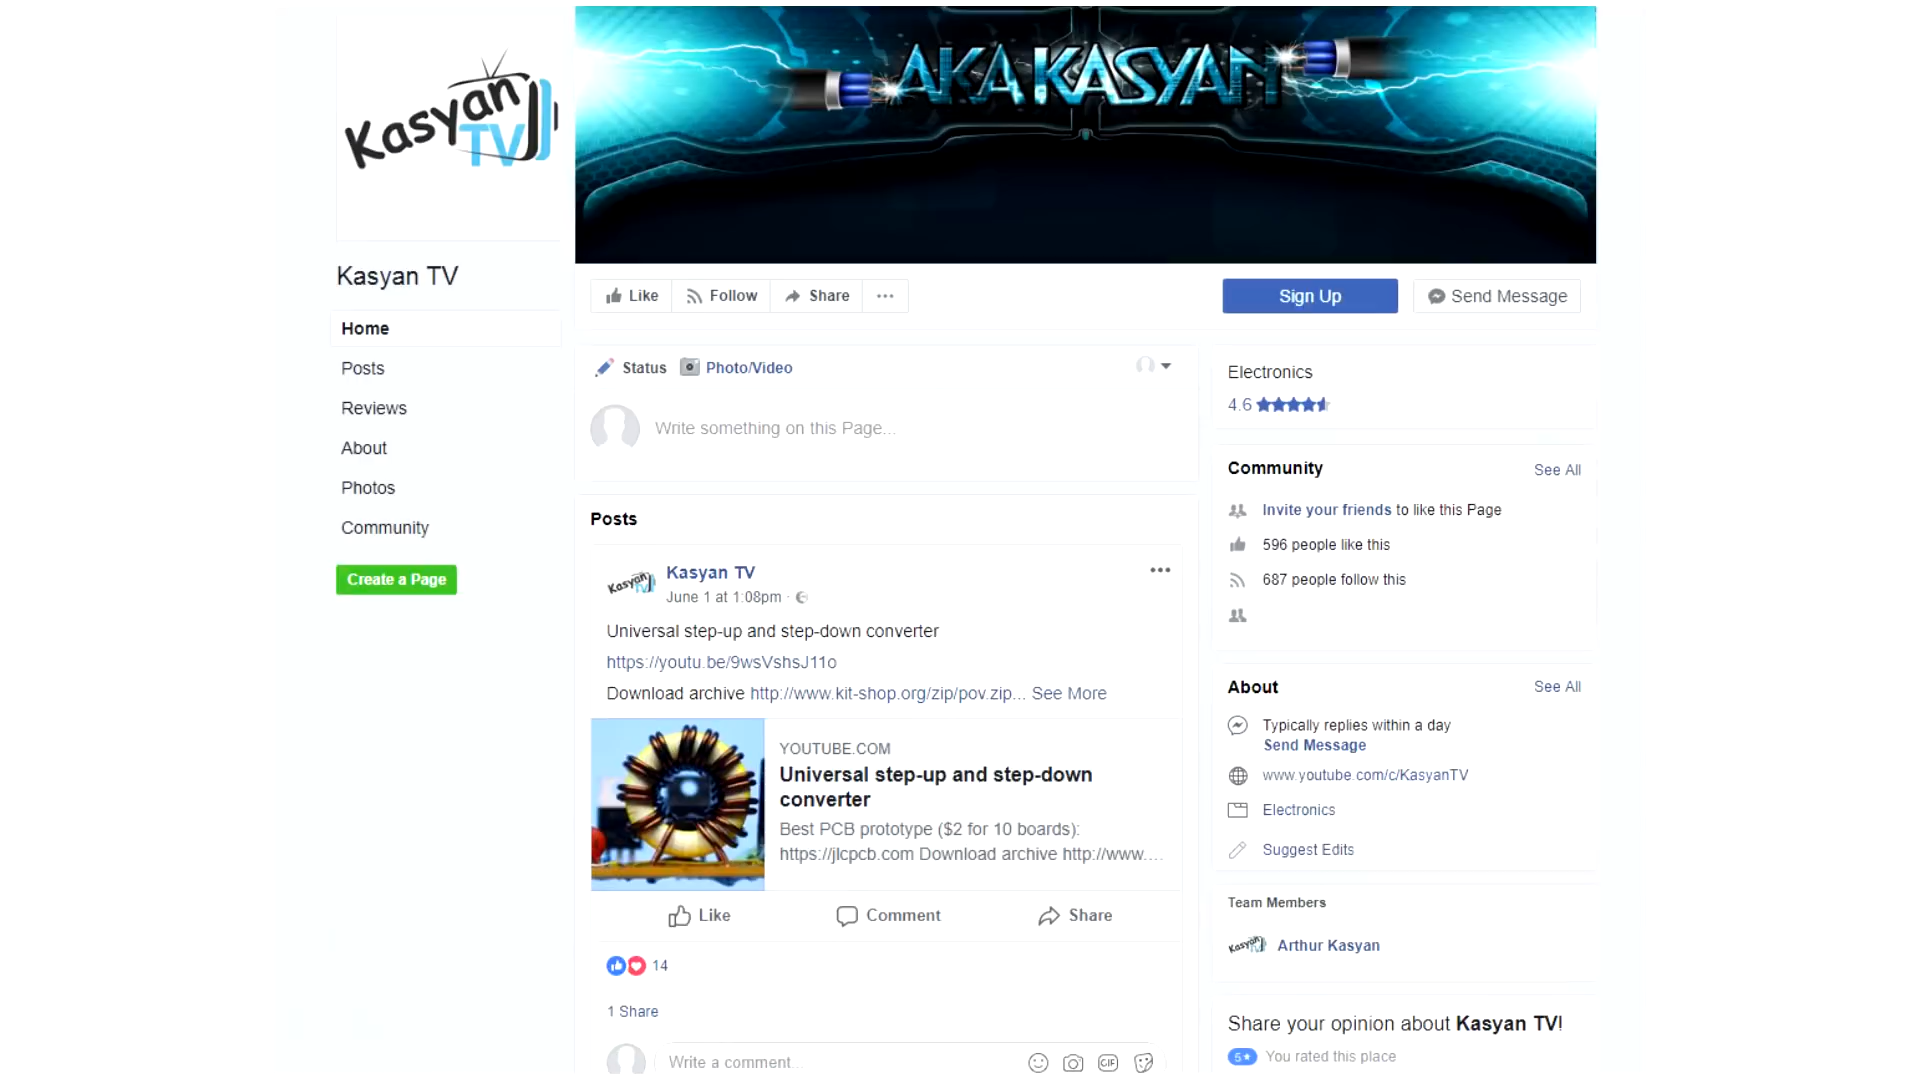 Kasyan
TV
AKA KASYAN
Kasyan TV
Like
Follow
Share
Sign Up
Send Message
Home
Posts
Reviews
About
Photos
Community
Create a Page
Status
Photo/Video
Write something on this Page...
Posts
Kasyan TV
Kasyan TV
June 1 at 1:08pm ·
Universal step-up and step-down converter
https://youtu.be/9wsVshsJ11o
Download archive http://www.kit-shop.org/zip/pov.zip... See More
YOUTUBE.COM
Universal step-up and step-down
converter
Best PCB prototype ($2 for 10 boards):
https://jlcpcb.com Download archive http://www....
Like
Comment
Share
14
1 Share
Write a comment...
GIF
Electronics
4.6
Community
See All
Invite your friends to like this Page
596 people like this
687 people follow this
About
See All
Typically replies within a day
Send Message
www.youtube.com/c/KasyanTV
Electronics
Suggest Edits
Team Members
Kasyan TV
Arthur Kasyan
Share your opinion about Kasyan TV!
5★ You rated this place